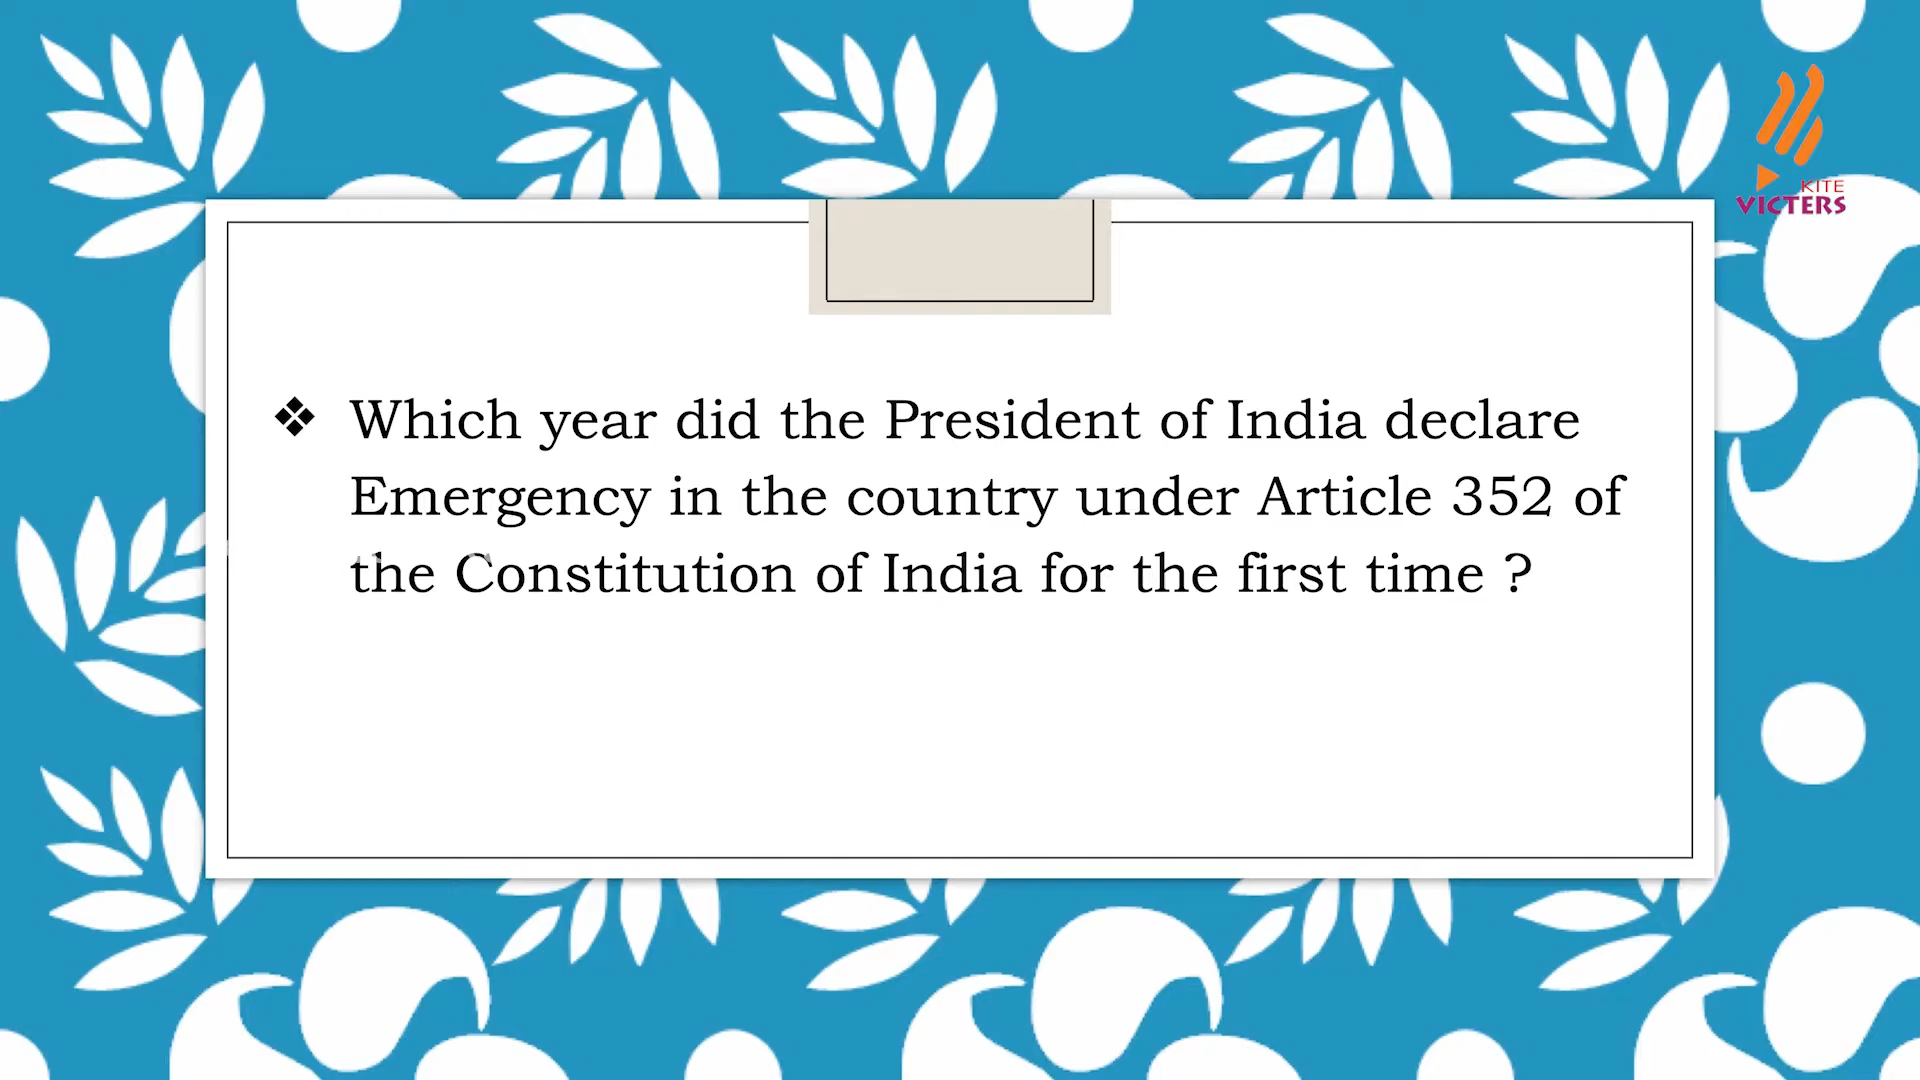 KITE
VICTERS
❖ Which year did the President of India declare
Emergency in the country under Article 352 of
the Constitution of India for the first time ?